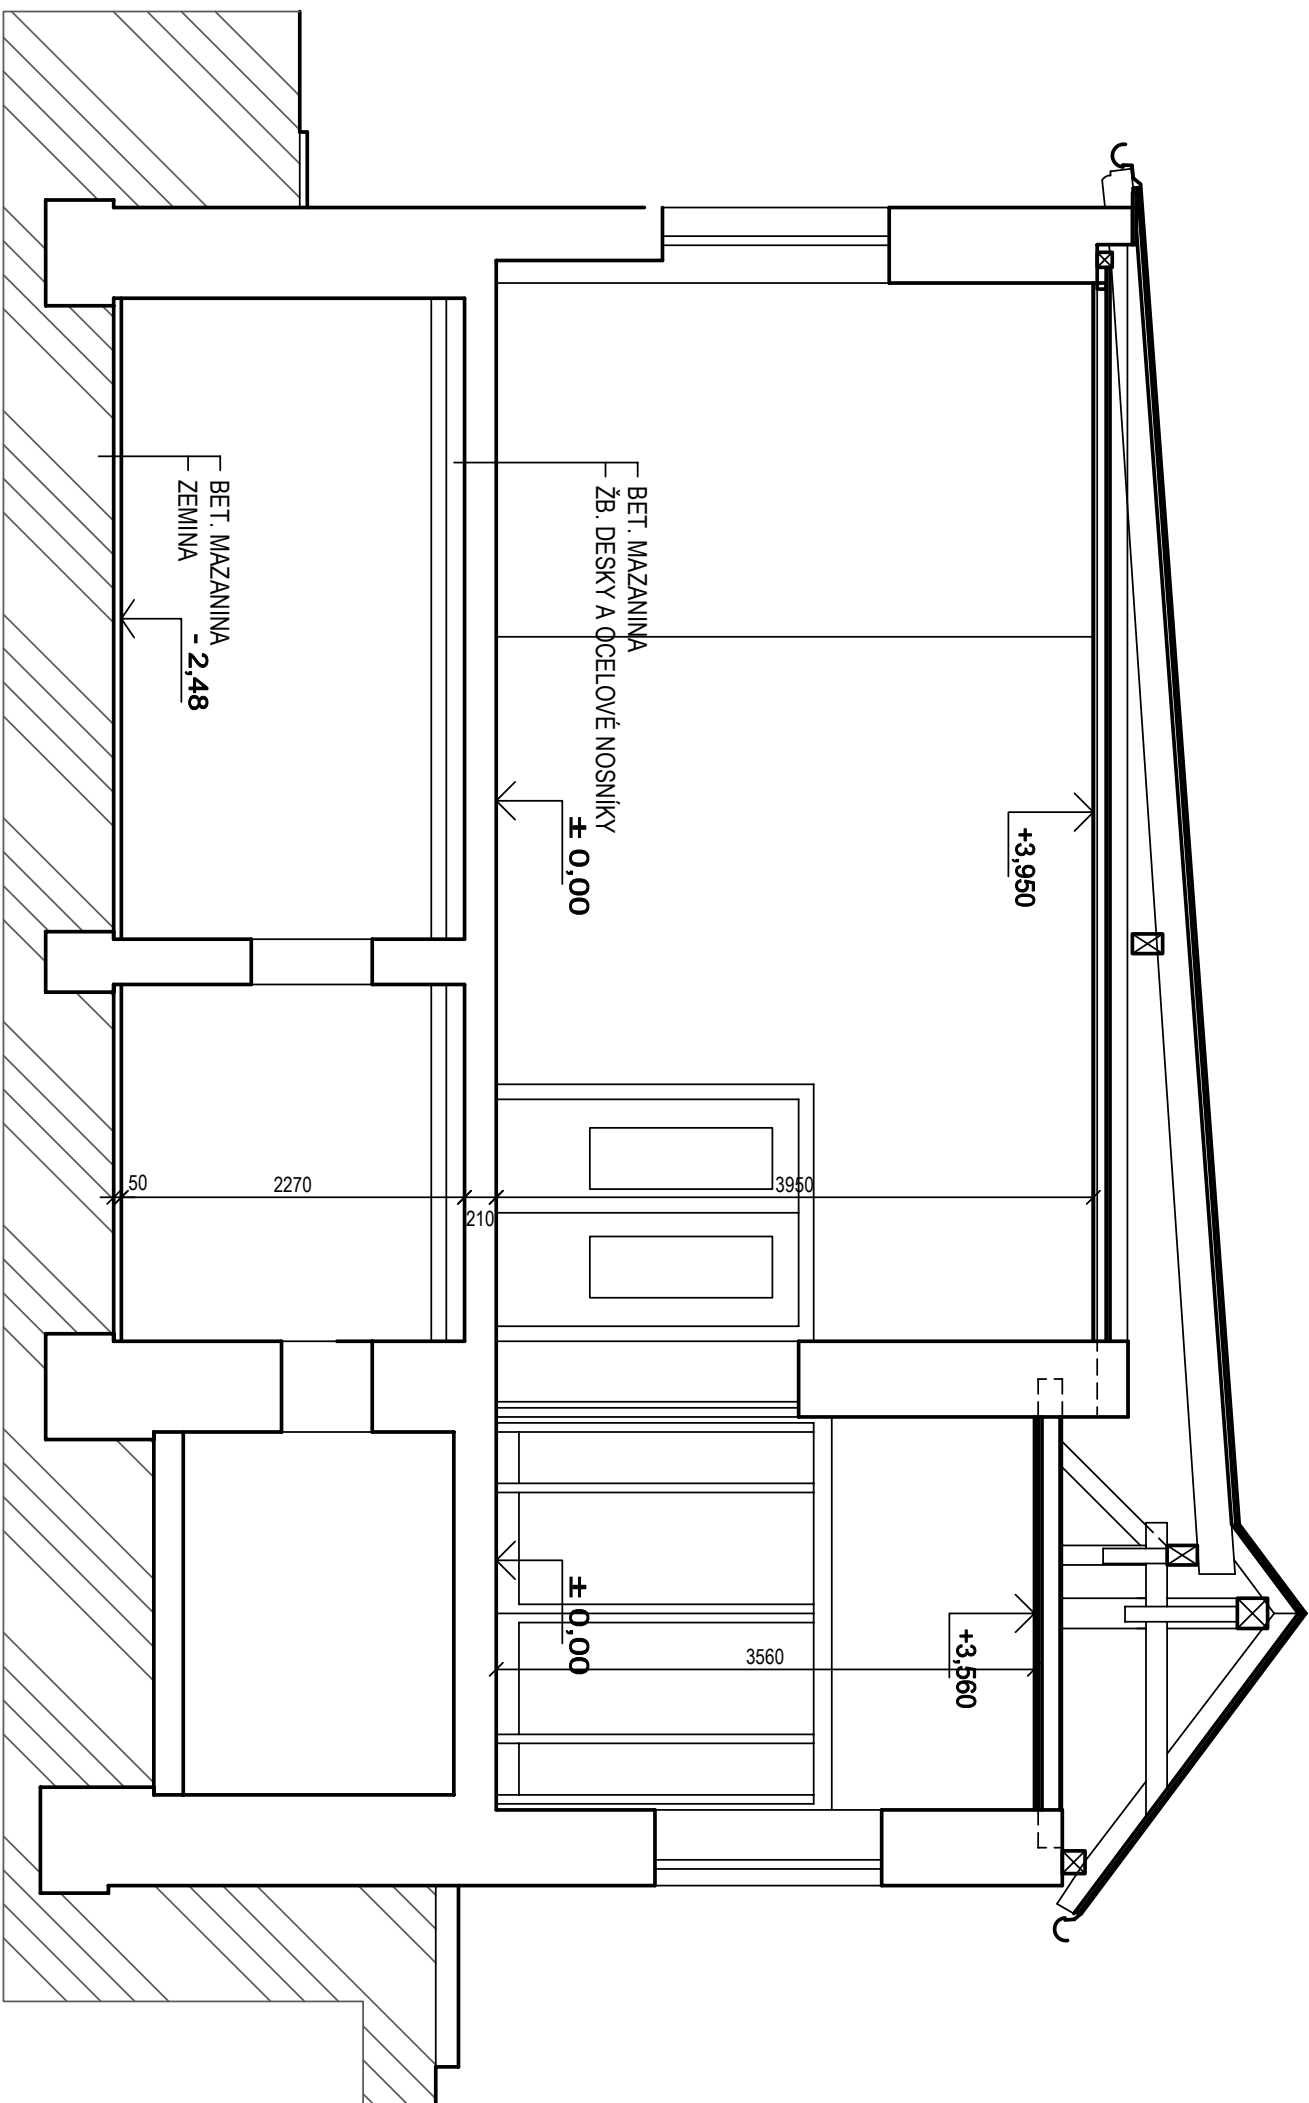 +3,950
+3,560
BET. MAZANINA
ŽB. DESKY A OCELOVÉ NOSNÍKY
± 0,00
± 0,00
3950
3560
210
2270
50
BET. MAZANINA
ZEMINA
- 2,48